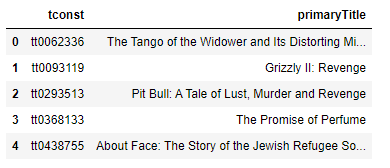 tconst primaryTitle
0 tt0062336 The Tango of the Widower and Its Distorting Mi...
1 tt0093119 Grizzly II: Revenge
2 tt0293513 Pit Bull: A Tale of Lust, Murder and Revenge
3 tt0368133 The Promise of Perfume
4 tt0438755 About Face: The Story of the Jewish Refugee So...